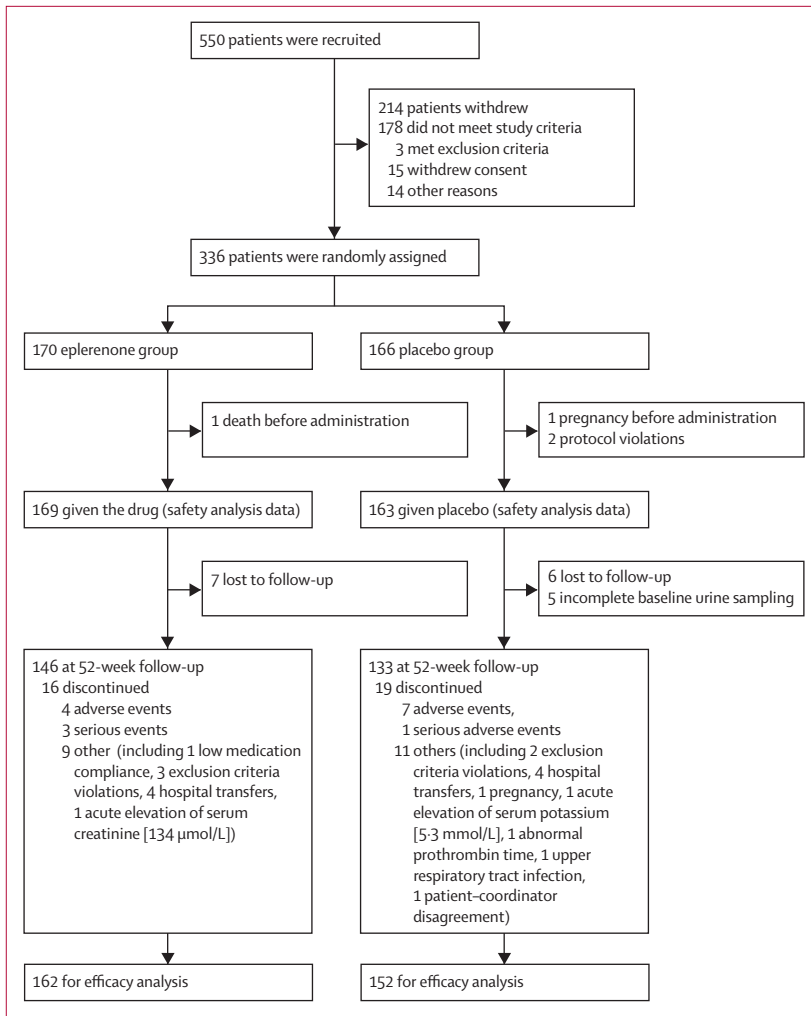 550 patients were recruited
214 patients withdrew
178 did not meet study criteria
3 met exclusion criteria
15 withdrew consent
14 other reasons
336 patients were randomly assigned
170 eplerenone group
166 placebo group
1 death before administration
1 pregnancy before administration
2 protocol violations
169 given the drug (safety analysis data)
163 given placebo (safety analysis data)
7 lost to follow-up
6 lost to follow-up
5 incomplete baseline urine sampling
146 at 52-week follow-up
16 discontinued
4 adverse events
3 serious events
9 other (including 1 low medication
compliance, 3 exclusion criteria
violations, 4 hospital transfers,
1 acute elevation of serum
creatinine [134 μmol/L])
133 at 52-week follow-up
19 discontinued
7 adverse events,
1 serious adverse events
11 others (including 2 exclusion
criteria violations, 4 hospital
transfers, 1 pregnancy, 1 acute
elevation of serum potassium
[5·3 mmol/L], 1 abnormal
prothrombin time, 1 upper
respiratory tract infection,
1 patient–coordinator
disagreement)
162 for efficacy analysis
152 for efficacy analysis